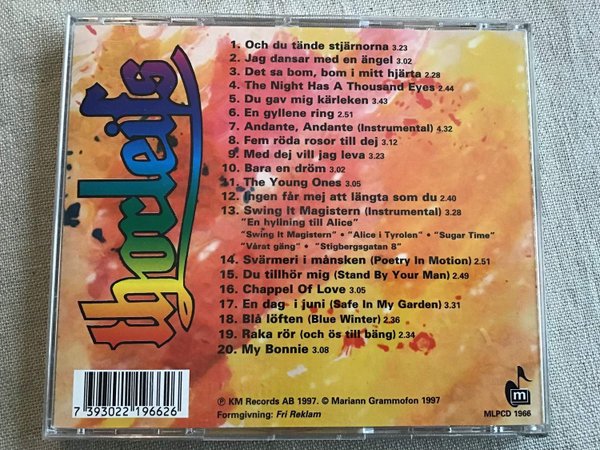 thorleifs
1. Och du tände stjärnorna 3.23
2. Jag dansar med en ängel 3.02
3. Det sa bom, bom i mitt hjärta 2.28
4. The Night Has A Thousand Eyes 2.44
5. Du gav mig kärleken 3.43
6. En gyllene ring 2.51
7. Andante, Andante (Instrumental) 4.32
8. Fem röda rosor till dej 3.12
9. Med dej vill jag leva 3.23
10. Bara en dröm 3.02
11. The Young Ones 3.05
12. Ingen får mej att längta som du 2.40
13. Swing It Magistern (Instrumental) 3.28
"En hyllning till Alice"
"Swing It Magistern" • "Alice i Tyrolen" • "Sugar Time"
"Vårat gäng" • "Stigbergsgatan 8"
14. Svärmeri i månsken (Poetry In Motion) 2.51
15. Du tillhör mig (Stand By Your Man) 2.49
16. Chappel Of Love 3.05
17. En dag i juni (Safe In My Garden) 3.31
18. Blå löften (Blue Winter) 2.36
19. Raka rör (och ös till bäng) 2.34
20. My Bonnie 3.08
7 393022 196626
℗ KM Records AB 1997. © Mariann Grammofon 1997
Formgivning: Fri Reklam
m
MLPCD 1966